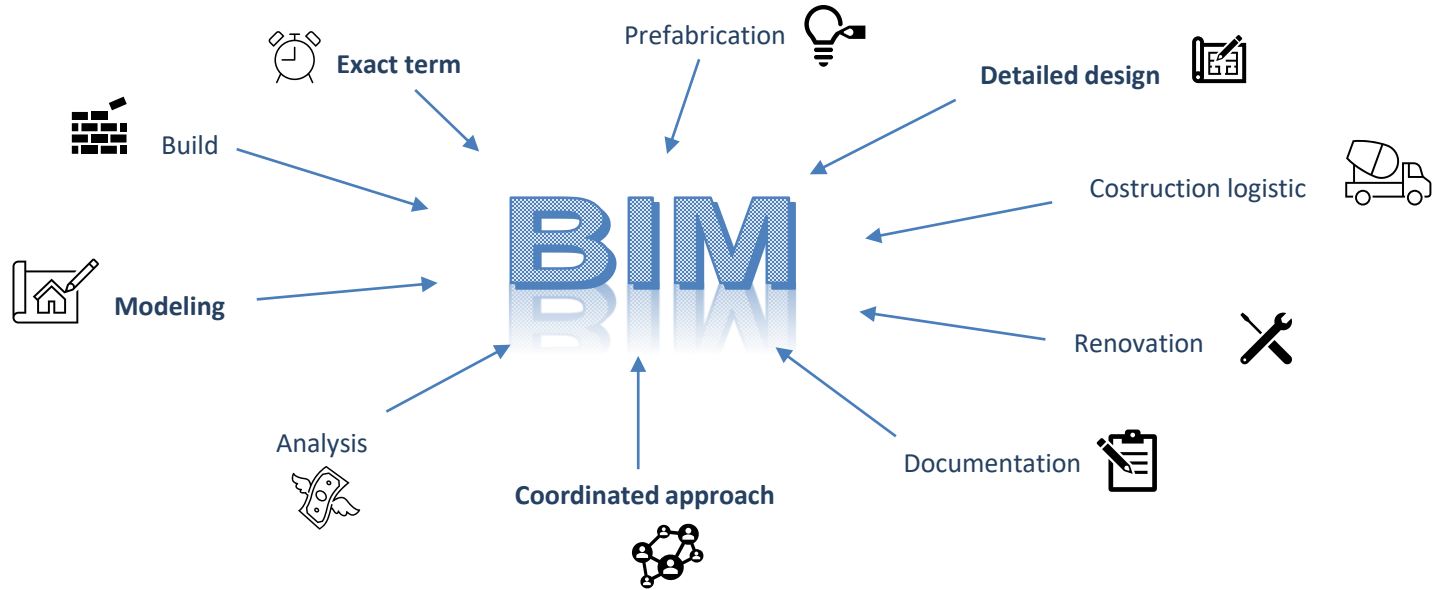 Prefabrication
Exact term
Detailed design
Build
Costruction logistic
BIM
Modeling
Renovation
Analysis
Documentation
Coordinated approach